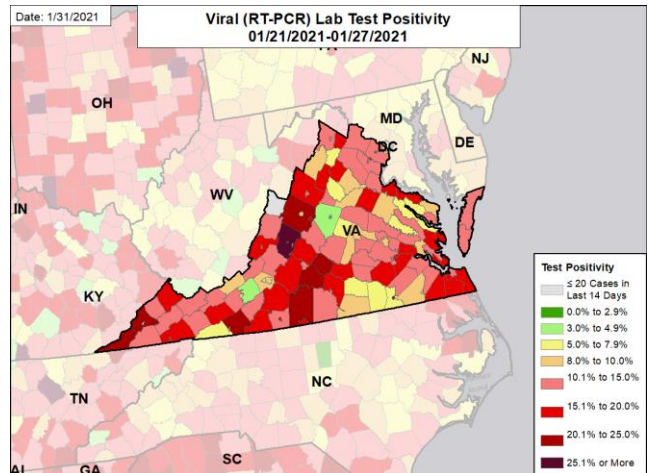 Date: 1/31/2021
Viral (RT-PCR) Lab Test Positivity
01/21/2021-01/27/2021
NJ
OH
MD
DE
DC
WV
IN
VA
KY
NC
TN
SC
GA
Test Positivity
≤ 20 Cases in
Last 14 Days
0.0% to 2.9%
3.0% to 4.9%
5.0% to 7.9%
8.0% to 10.0%
10.1% to 15.0%
15.1% to 20.0%
20.1% to 25.0%
25.1% or More